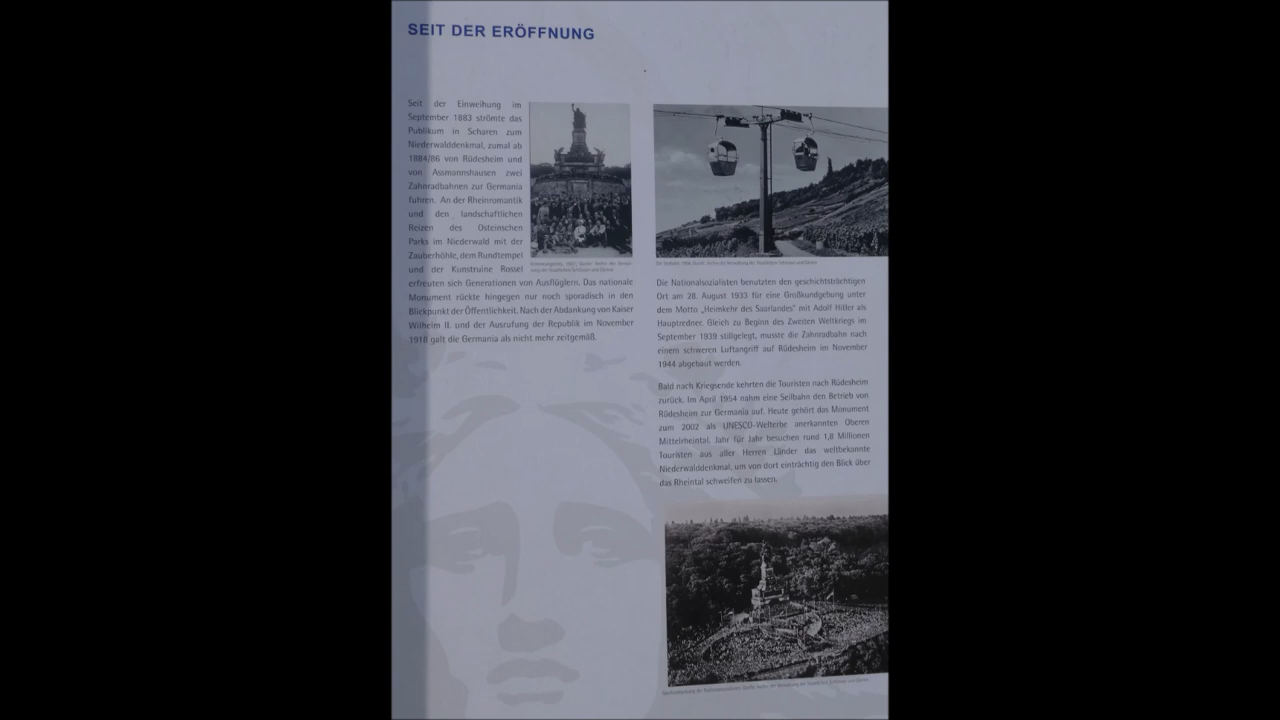 SEIT DER ERÖFFNUNG
Seit der Einweihung im
September 1883 strömte das
Publikum in Scharen zum
Niederwalddenkmal, zumal ab
1884/86 von Rüdesheim und
von Assmannshausen zwei
Zahnradbahnen zur Germania
fuhren. An der Rheinromantik
und den landschaftlichen
Reizen des Osteinschen
Parks im Niederwald mit der
Zauberhöhle, dem Rundtempel
und der Kunstruine Rossel
erfreuten sich Generationen von Ausflüglern. Das nationale
Monument rückte hingegen nur noch sporadisch in den
Blickpunkt der Öffentlichkeit. Nach der Abdankung von Kaiser
Wilhelm II. und der Ausrufung der Republik im November
1918 galt die Germania als nicht mehr zeitgemäß.
Die Nationalsozialisten benutzten den geschichtsträchtigen
Ort am 28. August 1933 für eine Großkundgebung unter
dem Motto „Heimkehr des Saarlandes" mit Adolf Hitler als
Hauptredner. Gleich zu Beginn des Zweiten Weltkriegs im
September 1939 stillgelegt, musste die Zahnradbahn nach
einem schweren Luftangriff auf Rüdesheim im November
1944 abgebaut werden.
Bald nach Kriegsende kehrten die Touristen nach Rüdesheim
zurück. Im April 1954 nahm eine Seilbahn den Betrieb von
Rüdesheim zur Germania auf. Heute gehört das Monument
zum 2002 als UNESCO-Welterbe anerkannten Oberen
Mittelrheintal. Jahr für Jahr besuchen rund 1,8 Millionen
Touristen aus aller Herren Länder das weltbekannte
Niederwalddenkmal, um von dort einträchtig den Blick über
das Rheintal schweifen zu lassen.